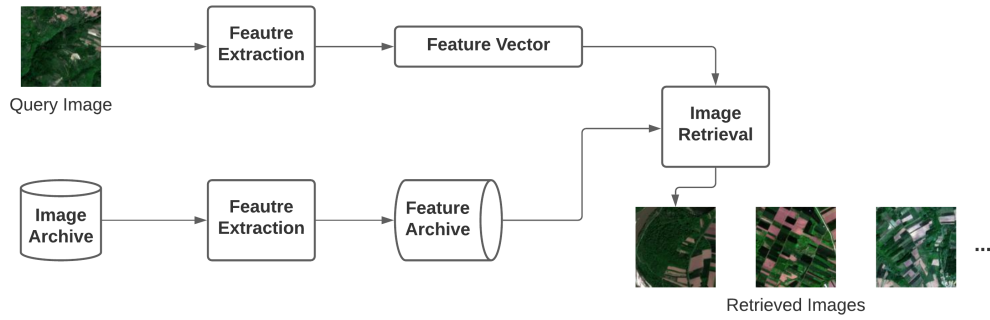 Feautre
Extraction
Feature Vector
Query Image
Image
Retrieval
Image
Archive
Feautre
Extraction
Feature
Archive
...
Retrieved Images